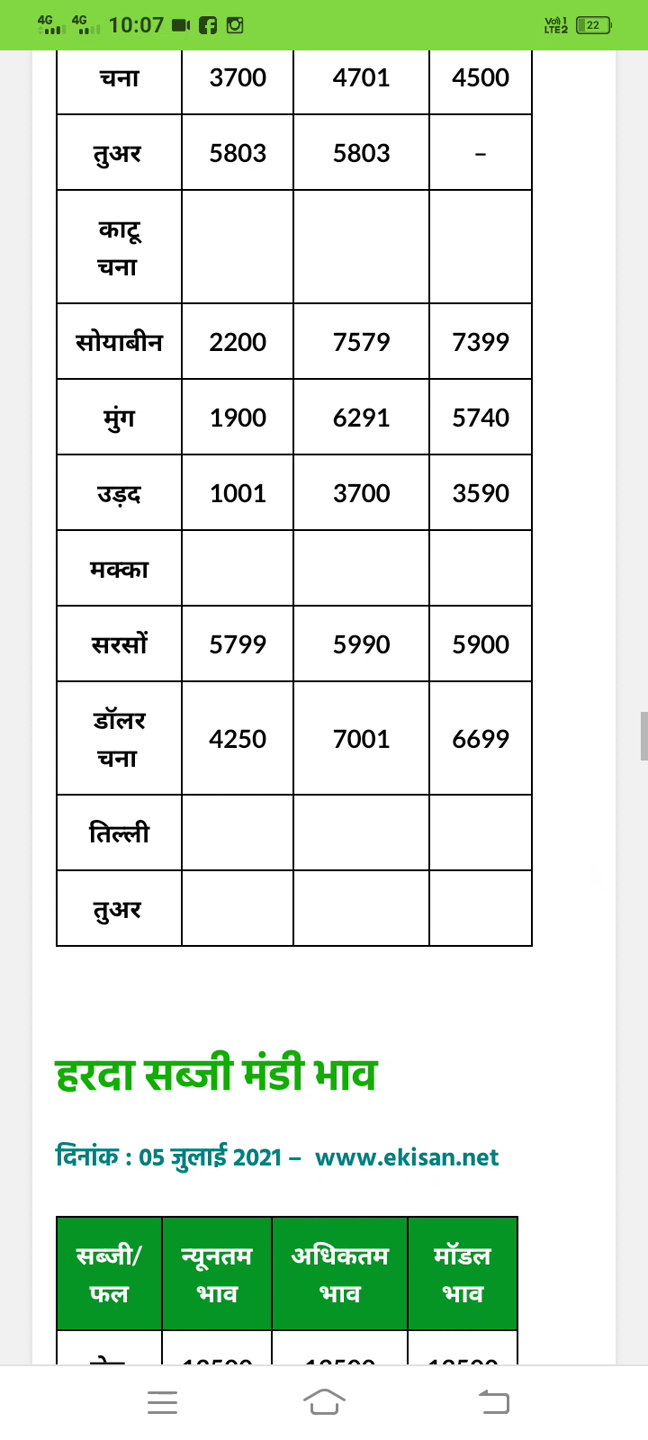 4G 4G 10:07 Vo) 1 LTE2 22
चना 3700 4701 4500
तुअर 5803 5803 –
काटू
चना
सोयाबीन 2200 7579 7399
मुंग 1900 6291 5740
उड़द 1001 3700 3590
मक्का
सरसों 5799 5990 5900
डॉलर
चना 4250 7001 6699
तिल्ली
तुअर
हरदा सब्जी मंडी भाव
दिनांक : 05 जुलाई 2021 – www.ekisan.net
सब्जी/ न्यूनतम अधिकतम मॉडल
फल भाव भाव भाव